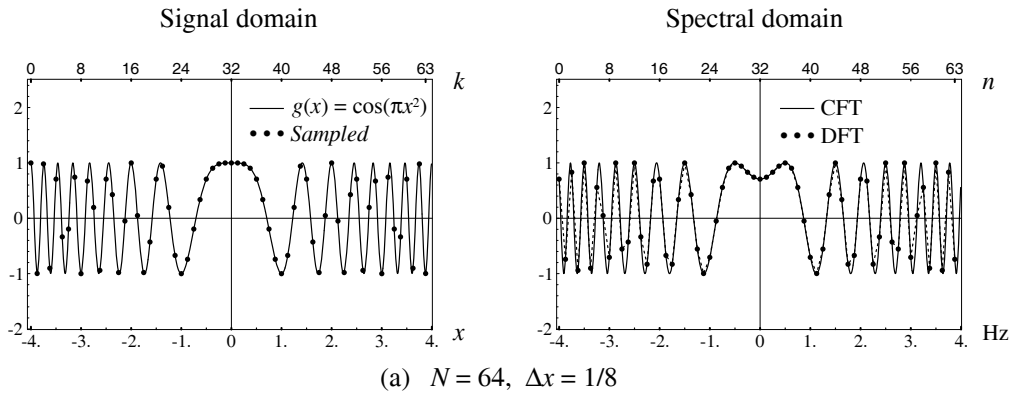 Signal domain
0 8 16 24 32 40 48 56 63
k
2
1
0
-1
-2
g(x) = cos(πx²)
Sampled
-4. -3. -2. -1. 0 1. 2. 3. 4.
x
Spectral domain
0 8 16 24 32 40 48 56 63
n
2
1
0
-1
-2
CFT
DFT
-4. -3. -2. -1. 0 1. 2. 3. 4.
Hz
(a) N = 64, Δx = 1/8